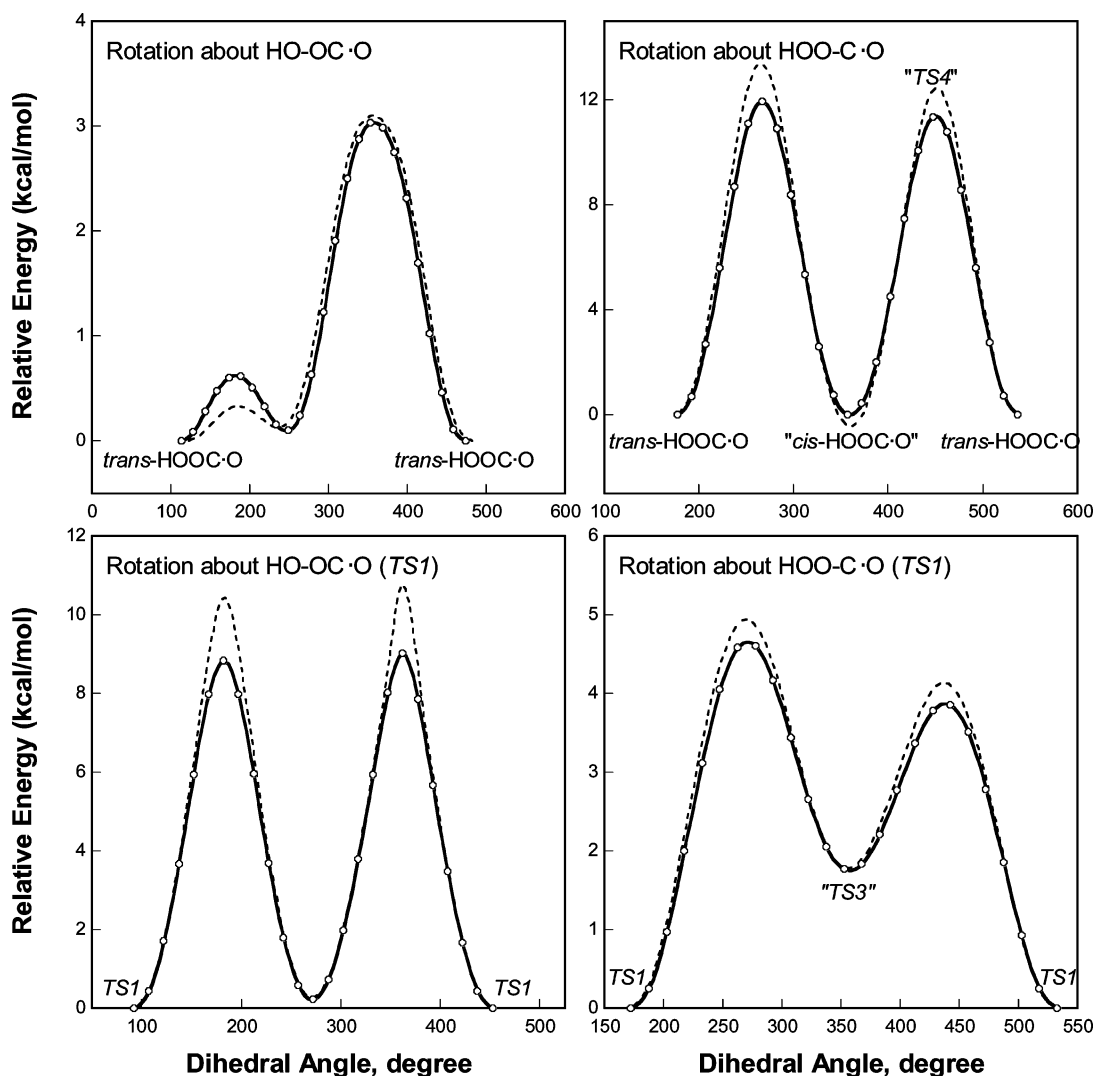 Rotation about HO-OC·O
Relative Energy (kcal/mol)
4
3
2
1
0
trans-HOOC·O
trans-HOOC·O
0 100 200 300 400 500 600
Rotation about HOO-C·O
"TS4"
12
8
4
0
trans-HOOC·O
"cis-HOOC·O"
trans-HOOC·O
100 200 300 400 500 600
Rotation about HO-OC·O (TS1)
Relative Energy (kcal/mol)
12
10
8
6
4
2
0
TS1
TS1
100 200 300 400 500
Dihedral Angle, degree
Rotation about HOO-C·O (TS1)
6
5
4
3
2
1
0
"TS3"
TS1
TS1
150 200 250 300 350 400 450 500 550
Dihedral Angle, degree